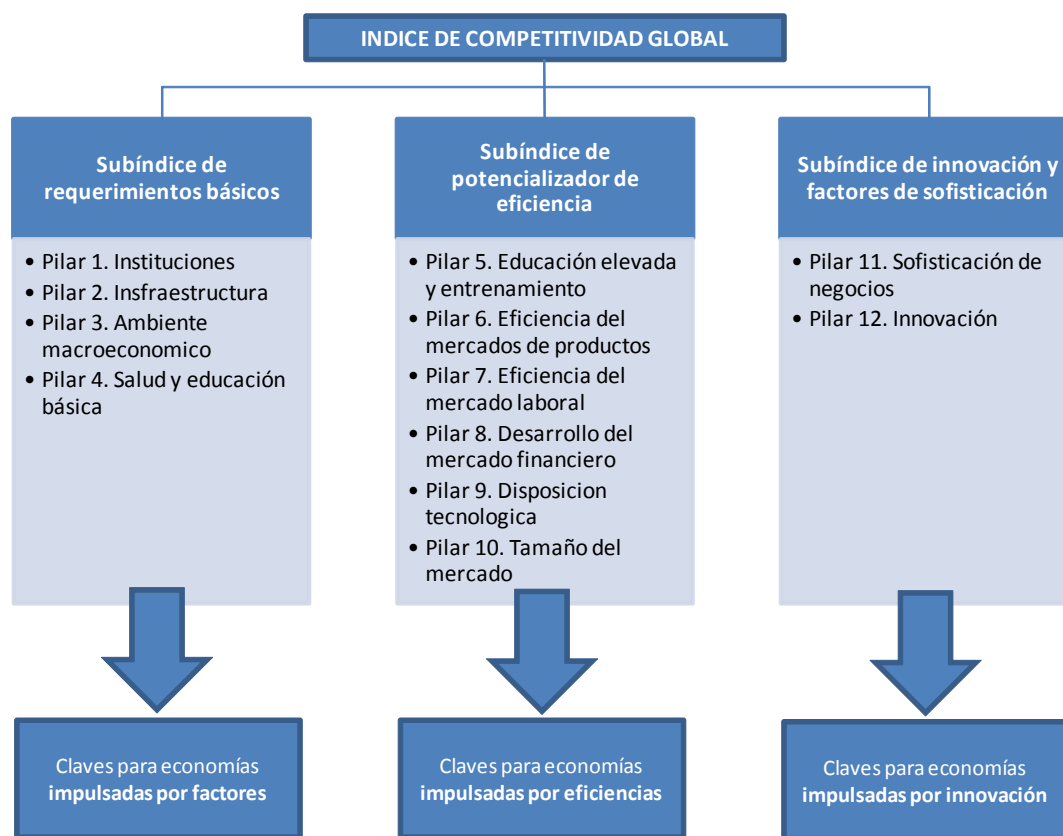 INDICE DE COMPETITIVIDAD GLOBAL
Subíndice de
requerimientos básicos
• Pilar 1. Instituciones
• Pilar 2. Insfraestructura
• Pilar 3. Ambiente
macroeconomico
• Pilar 4. Salud y educación
básica
Claves para economías
impulsadas por factores
Subíndice de
potencializador de
eficiencia
• Pilar 5. Educación elevada
y entrenamiento
• Pilar 6. Eficiencia del
mercados de productos
• Pilar 7. Eficiencia del
mercado laboral
• Pilar 8. Desarrollo del
mercado financiero
• Pilar 9. Disposicion
tecnologica
• Pilar 10. Tamaño del
mercado
Claves para economías
impulsadas por eficiencias
Subíndice de innovación y
factores de sofisticación
• Pilar 11. Sofisticación de
negocios
• Pilar 12. Innovación
Claves para economías
impulsadas por innovación